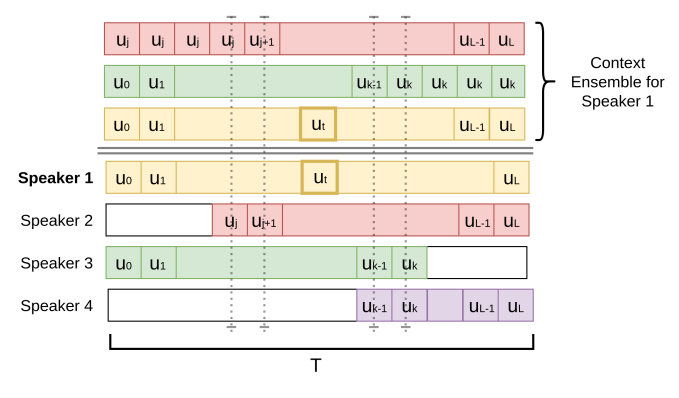 uj uj uj uj uj+1 uL-1 uL
u0 u1 uk-1 uk uk uk uk
u0 u1 ut uL-1 uL
Context
Ensemble for
Speaker 1
Speaker 1 u0 u1 ut uL
Speaker 2 uj uj+1 uL-1 uL
Speaker 3 u0 u1 uk-1 uk
Speaker 4 uk-1 uk uL-1 uL
T